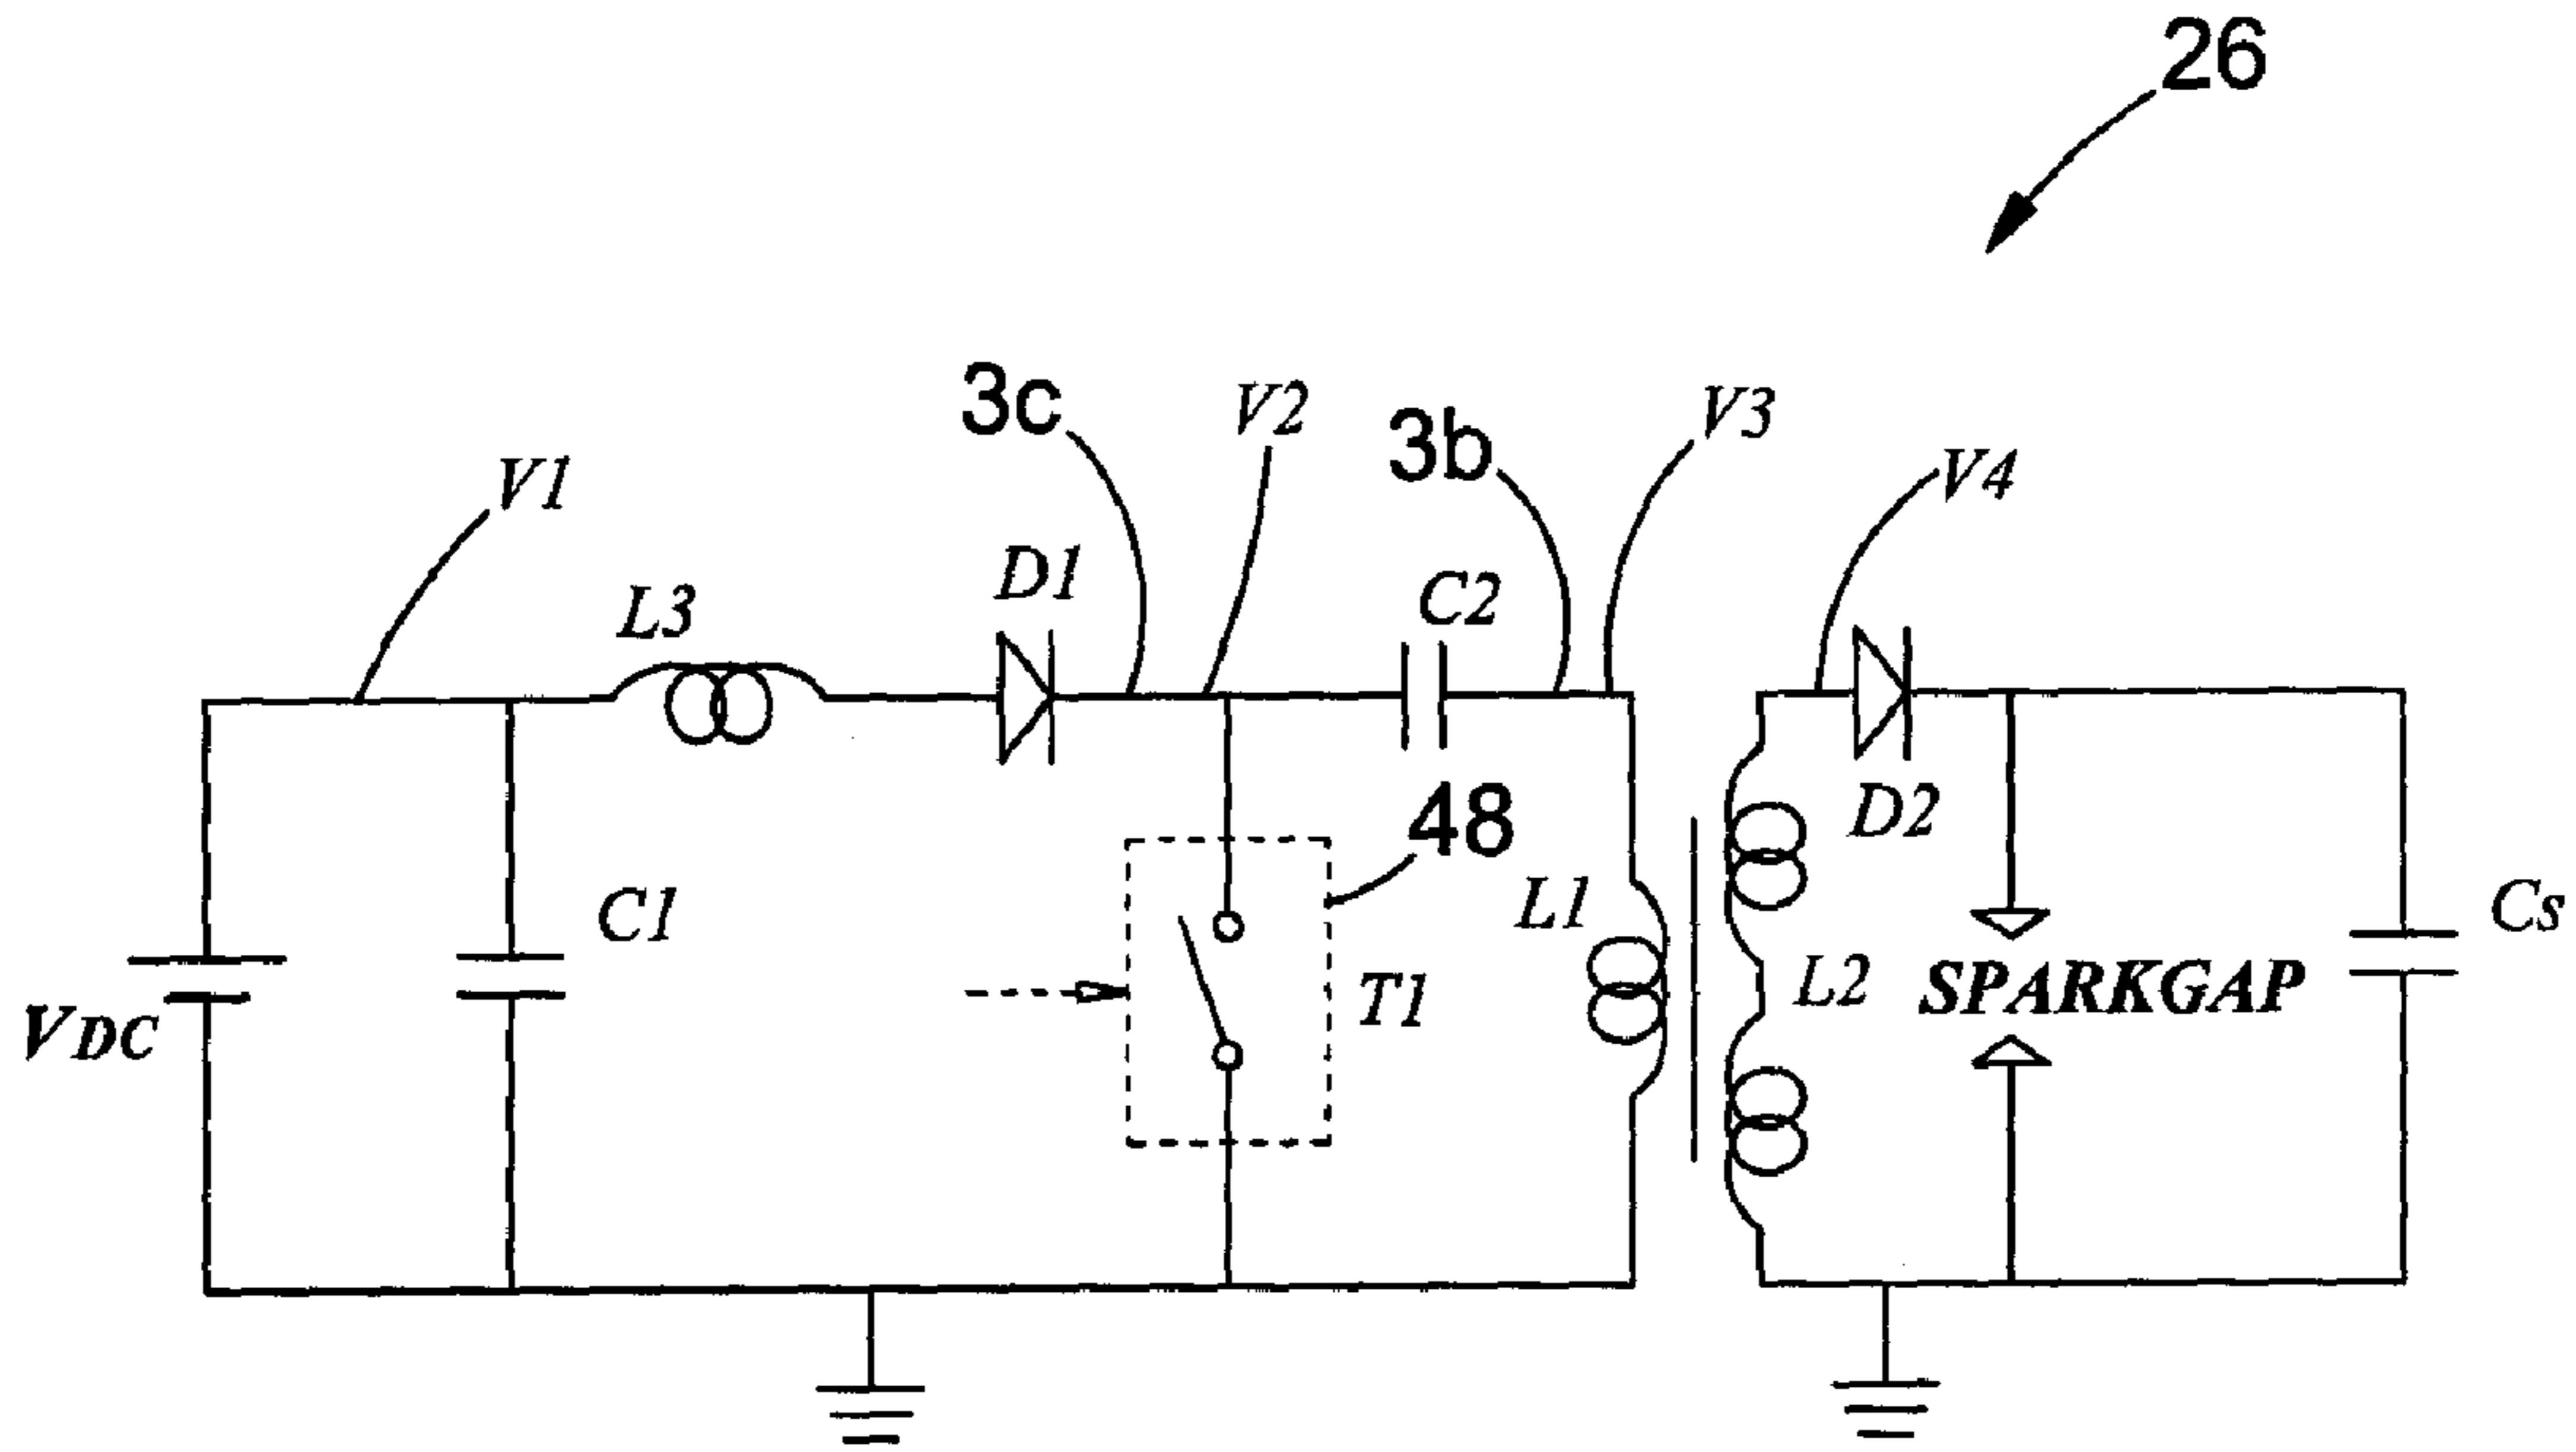 26
3c
V2
3b
V3
V1
V4
D1
L3
C2
48
D2
C1
L1
Cs
T1
L2
SPARKGAP
VDC